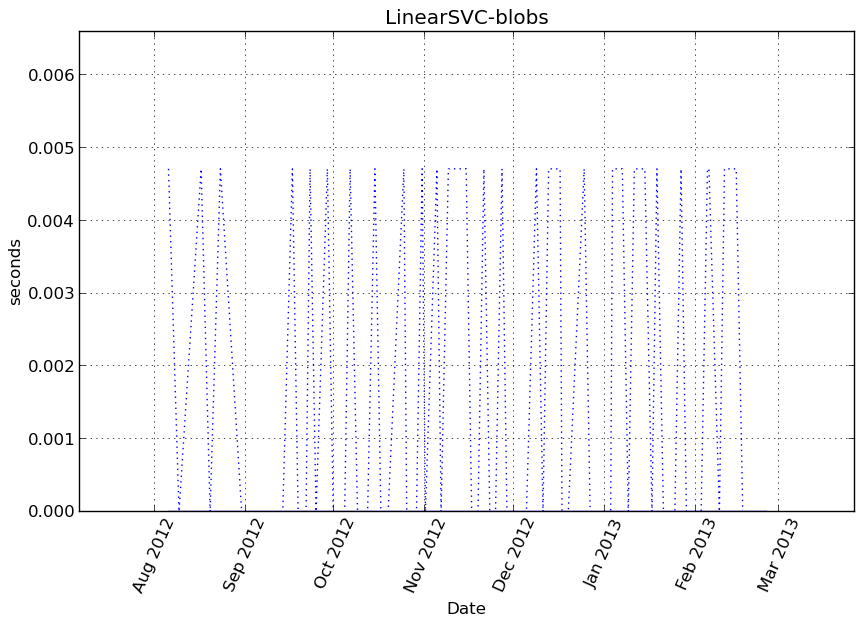 LinearSVC-blobs
0.006
0.005
0.004
0.003
0.002
0.001
0.000
seconds
Aug 2012
Sep 2012
Oct 2012
Nov 2012
Dec 2012
Jan 2013
Feb 2013
Mar 2013
Date